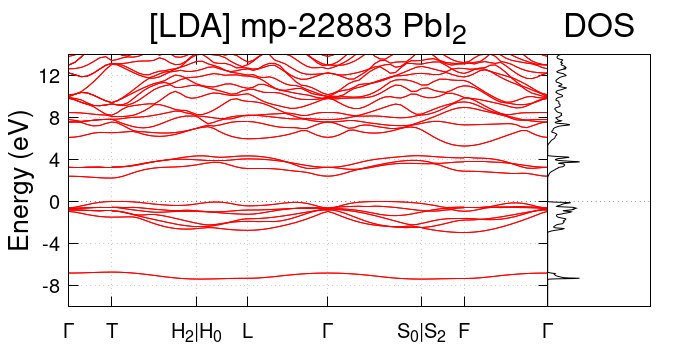 [LDA] mp-22883 PbI₂ DOS
Energy (eV)
12
8
4
0
-4
-8
Γ T H₂|H₀ L Γ S₀|S₂ F Γ